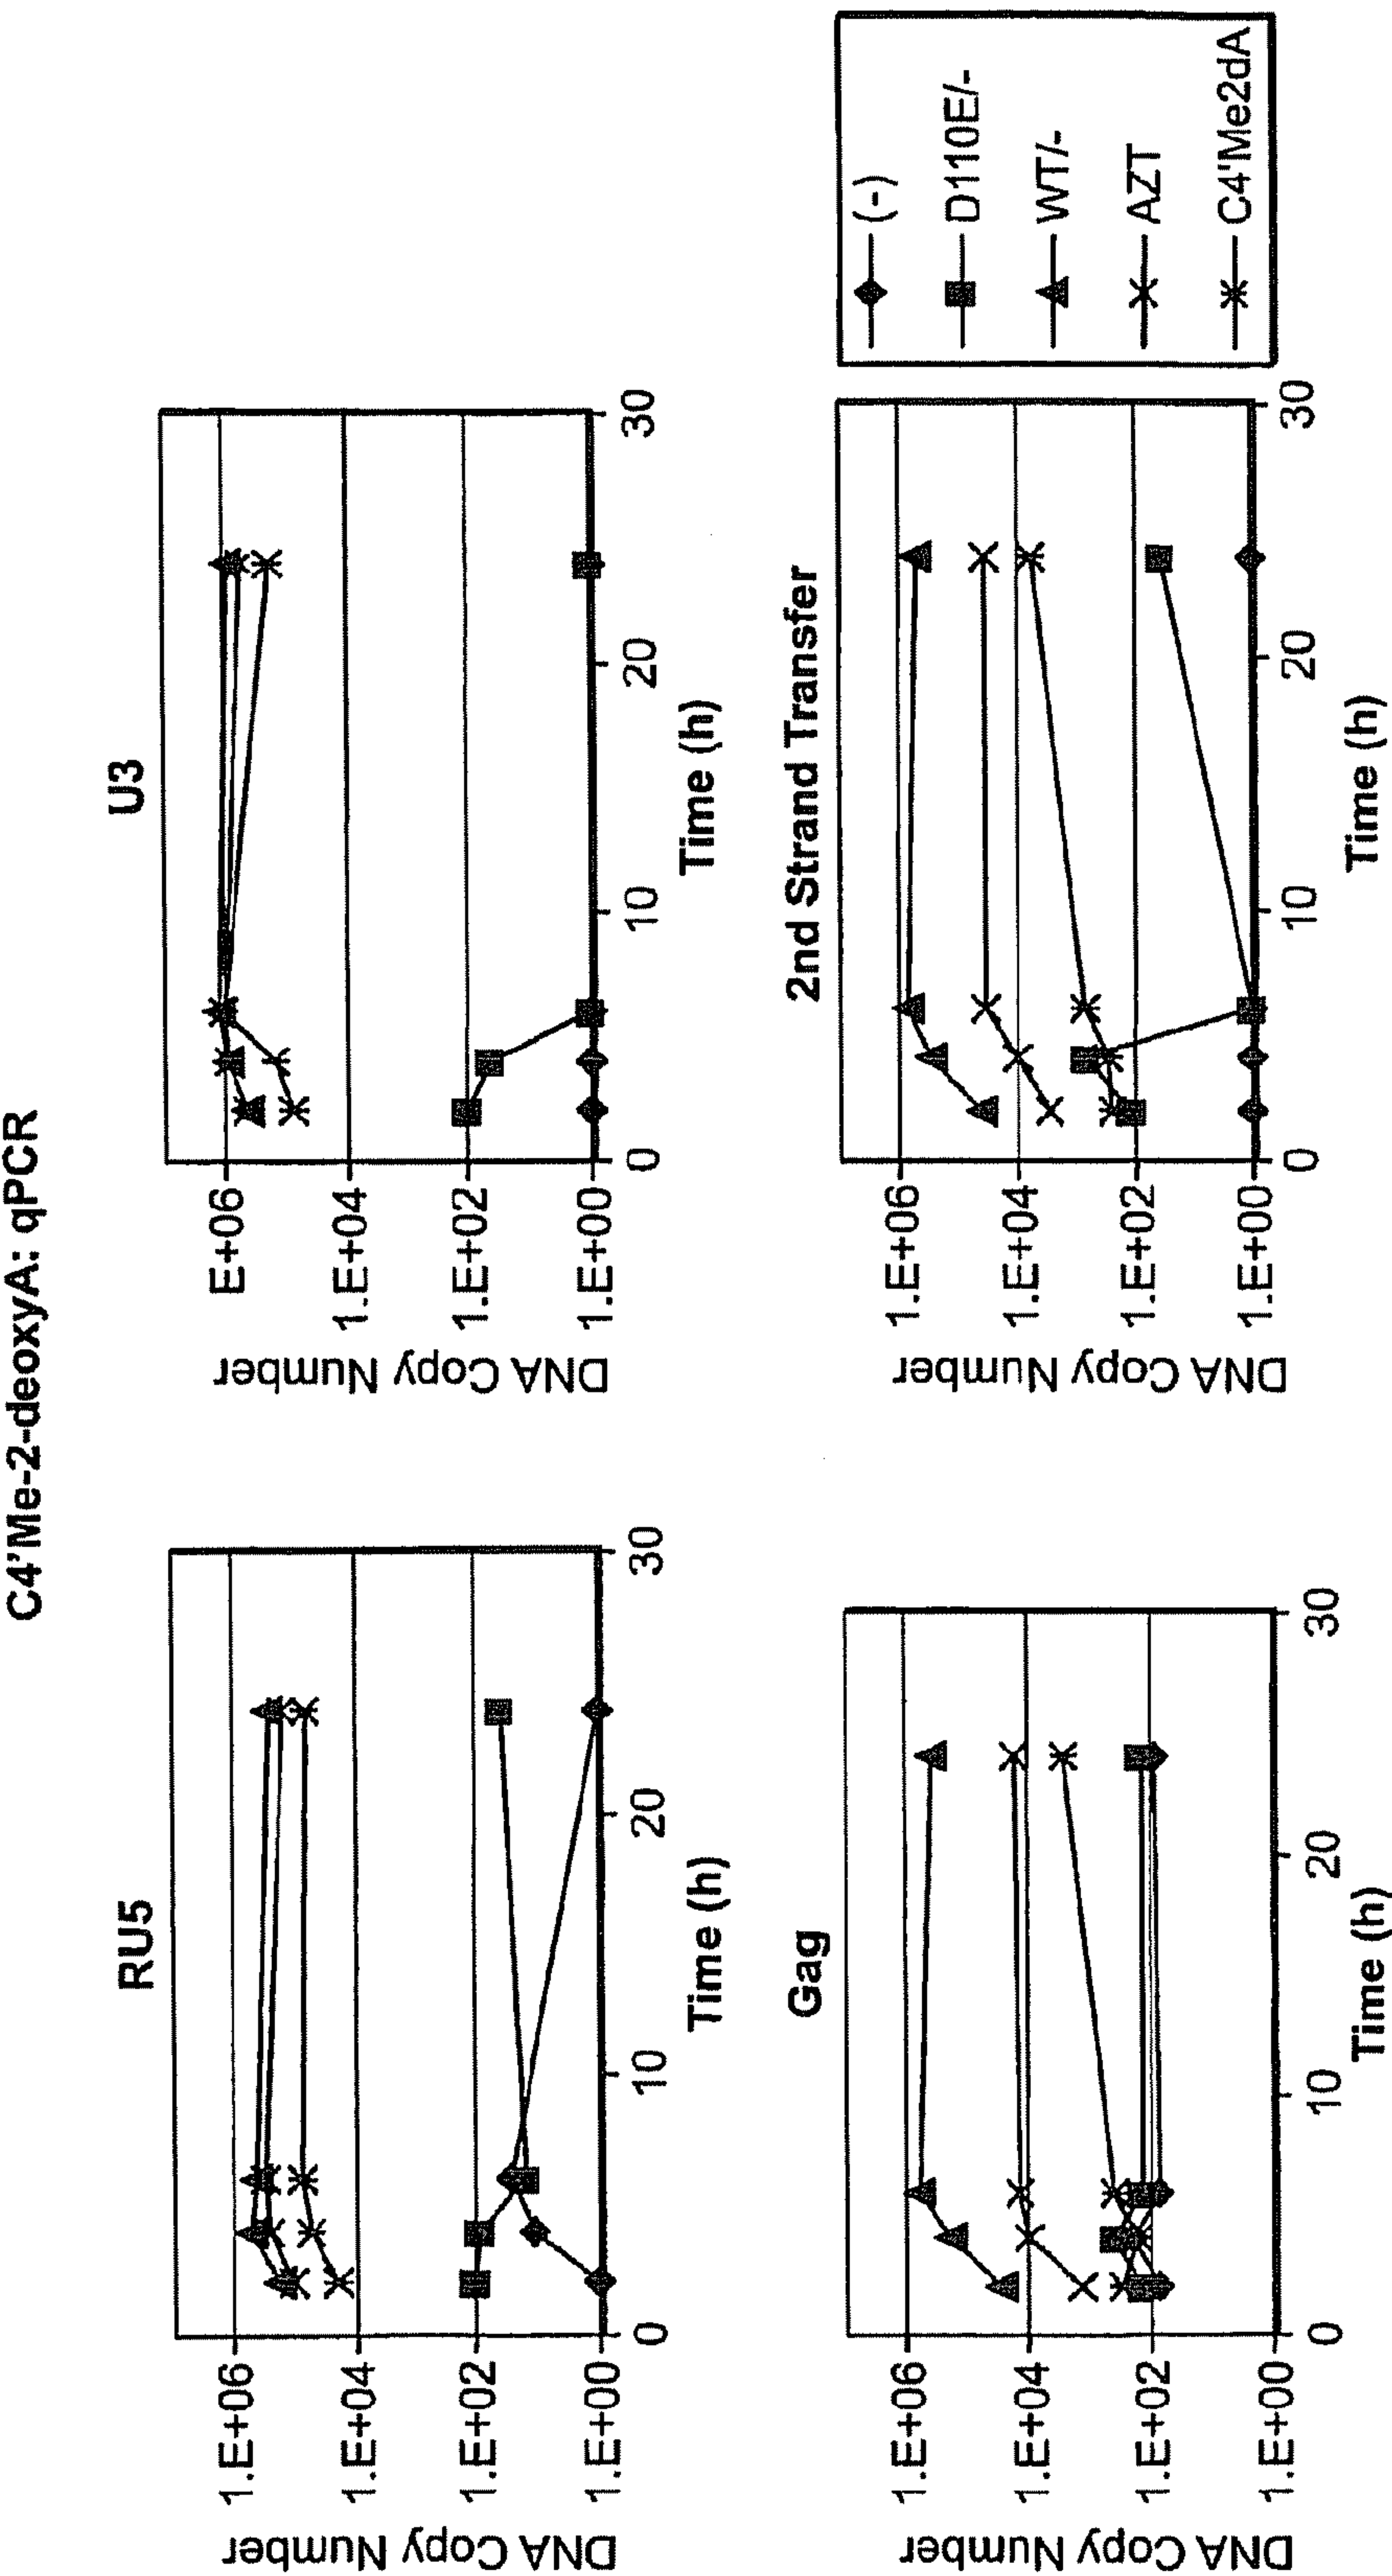 C4'Me-2-deoxyA: qPCR
RU5
DNA Copy Number
1.E+06
1.E+04
1.E+02
1.E+00
0 10 20 30
Time (h)
U3
DNA Copy Number
E+06
1.E+04
1.E+02
1.E+00
0 10 20 30
Time (h)
Gag
DNA Copy Number
1.E+06
1.E+04
1.E+02
1.E+00
0 10 20 30
Time (h)
2nd Strand Transfer
DNA Copy Number
1.E+06
1.E+04
1.E+02
1.E+00
0 10 20 30
Time (h)
(-)
D110E/-
WT/-
AZT
C4'Me2dA